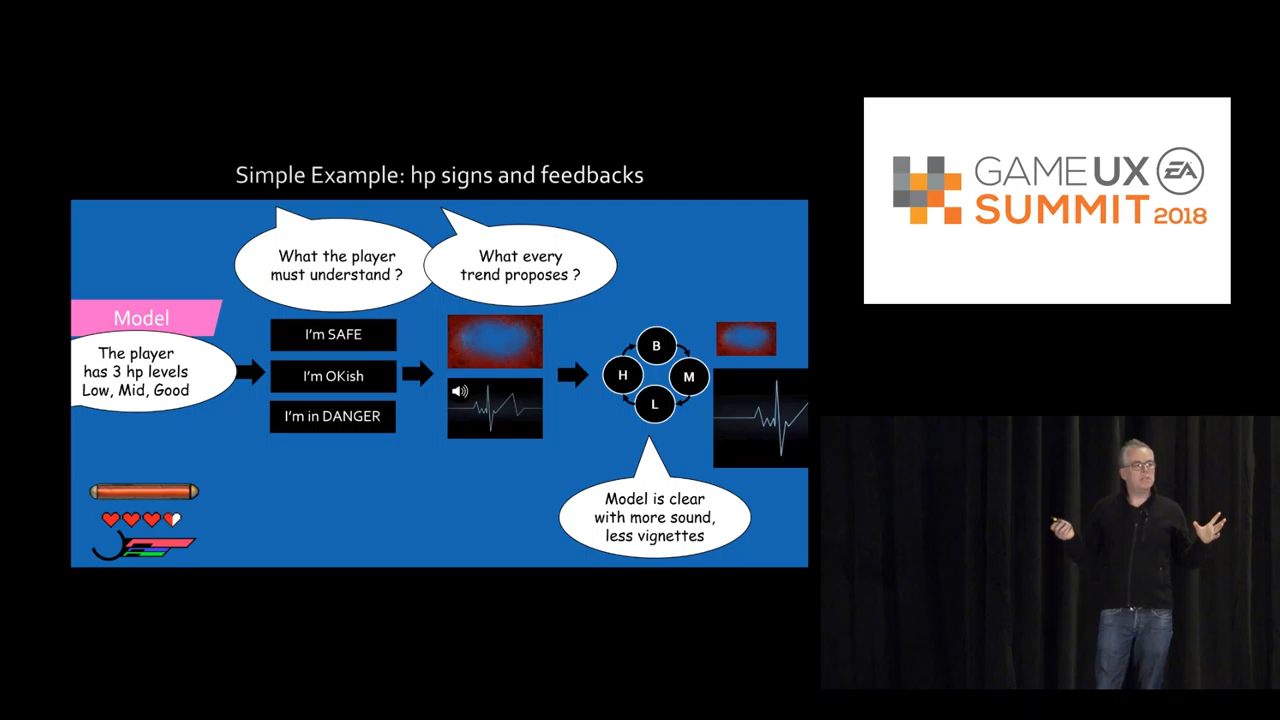 Simple Example: hp signs and feedbacks
What the player
must understand ?
What every
trend proposes ?
Model
The player
has 3 hp levels
Low, Mid, Good
I'm SAFE
I'm OKish
I'm in DANGER
B
H
M
L
Model is clear
with more sound,
less vignettes
GAMEUX EA
SUMMIT 2018